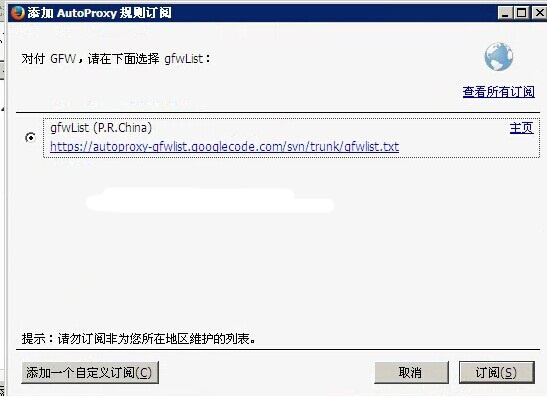 添加 AutoProxy 规则订阅
对付 GFW，请在下面选择 gfwList：
查看所有订阅
gfwList (P.R.China)
主页
https://autoproxy-gfwlist.googlecode.com/svn/trunk/gfwlist.txt
提示：请勿订阅非为您所在地区维护的列表。
添加一个自定义订阅(C)
取消
订阅(S)